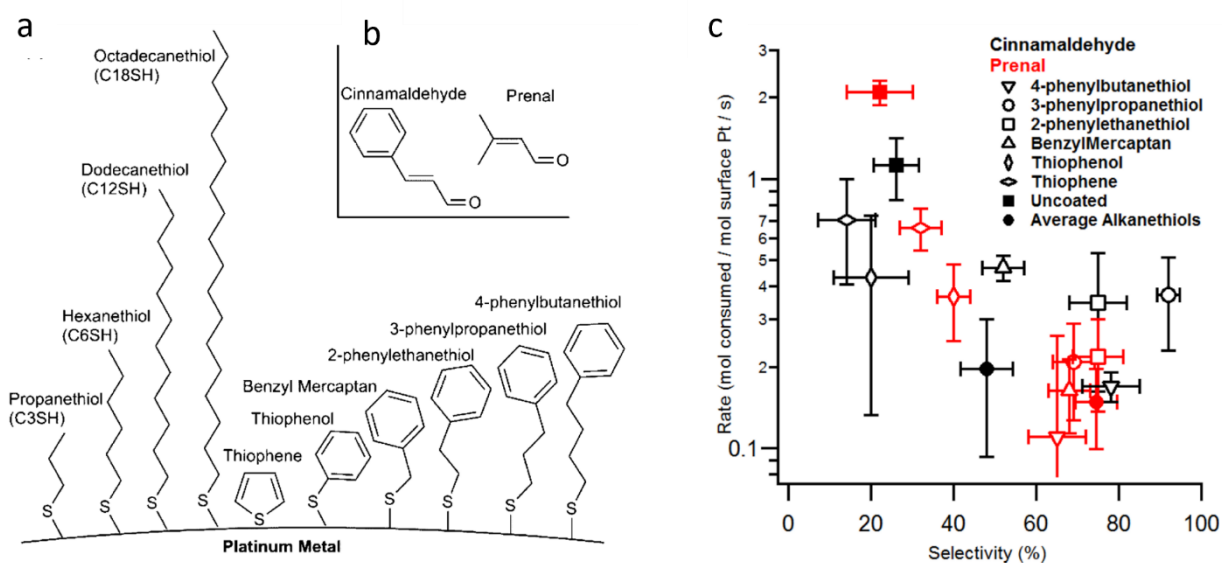 a
Octadecanethiol
(C18SH)
Dodecanethiol
(C12SH)
Hexanethiol
(C6SH)
Propanethiol
(C3SH)
4-phenylbutanethiol
3-phenylpropanethiol
2-phenylethanethiol
Benzyl Mercaptan
Thiophenol
Thiophene
S
S
S
S
S
S
S
S
S
S
Platinum Metal
b
Cinnamaldehyde
Prenal
O
O
c
Cinnamaldehyde
Prenal
4-phenylbutanethiol
3-phenylpropanethiol
2-phenylethanethiol
BenzylMercaptan
Thiophenol
Thiophene
Uncoated
Average Alkanethiols
Rate (mol consumed / mol surface Pt / s)
3
2
1
7
6
5
4
3
2
0.1
0
20
40
60
80
100
Selectivity (%)